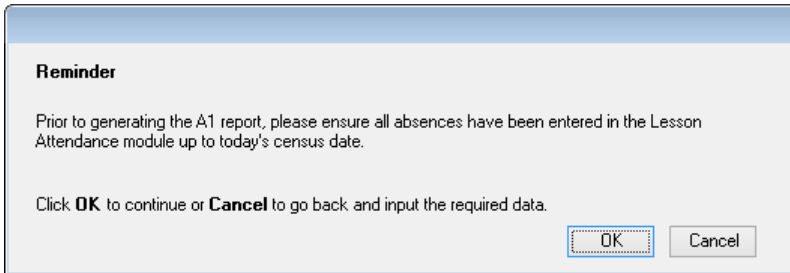 Reminder
Prior to generating the A1 report, please ensure all absences have been entered in the Lesson
Attendance module up to today's census date.
Click OK to continue or Cancel to go back and input the required data.
OK
Cancel